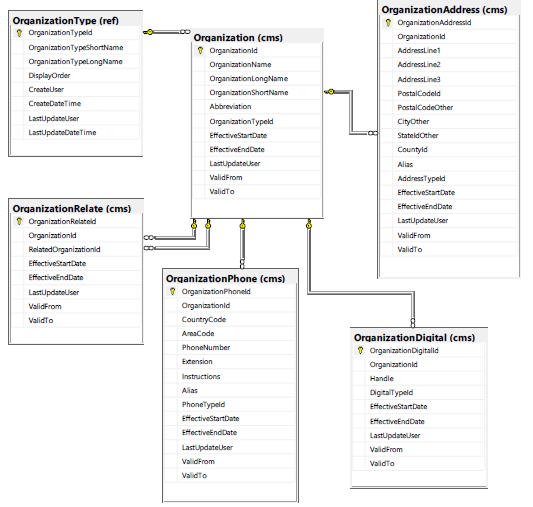 OrganizationType (ref)
OrganizationTypeId
OrganizationTypeShortName
OrganizationTypeLongName
DisplayOrder
CreateUser
CreateDateTime
LastUpdateUser
LastUpdateDateTime
Organization (cms)
OrganizationId
OrganizationName
OrganizationLongName
OrganizationShortName
Abbreviation
OrganizationTypeId
EffectiveStartDate
EffectiveEndDate
LastUpdateUser
ValidFrom
ValidTo
OrganizationAddress (cms)
OrganizationAddressId
OrganizationId
AddressLine1
AddressLine2
AddressLine3
PostalCodeId
PostalCodeOther
CityOther
StateIdOther
CountyId
Alias
AddressTypeId
EffectiveStartDate
EffectiveEndDate
LastUpdateUser
ValidFrom
ValidTo
OrganizationRelate (cms)
OrganizationRelateId
OrganizationId
RelatedOrganizationId
EffectiveStartDate
EffectiveEndDate
LastUpdateUser
ValidFrom
ValidTo
OrganizationPhone (cms)
OrganizationPhoneId
OrganizationId
CountryCode
AreaCode
PhoneNumber
Extension
Instructions
Alias
PhoneTypeId
EffectiveStartDate
EffectiveEndDate
LastUpdateUser
ValidFrom
ValidTo
OrganizationDigital (cms)
OrganizationDigitalId
OrganizationId
Handle
DigitalTypeId
EffectiveStartDate
EffectiveEndDate
LastUpdateUser
ValidFrom
ValidTo